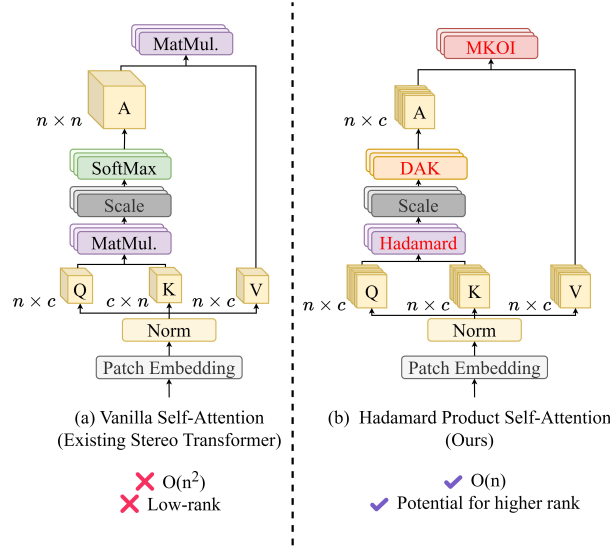 MatMul.
A
n × n
SoftMax
Scale
MatMul.
Q
K
V
n × c
c × n
n × c
Norm
Patch Embedding
(a) Vanilla Self-Attention
(Existing Stereo Transformer)
O(n²)
Low-rank
MKOI
A
n × c
DAK
Scale
Hadamard
Q
K
V
n × c
n × c
n × c
Norm
Patch Embedding
(b) Hadamard Product Self-Attention
(Ours)
O(n)
Potential for higher rank